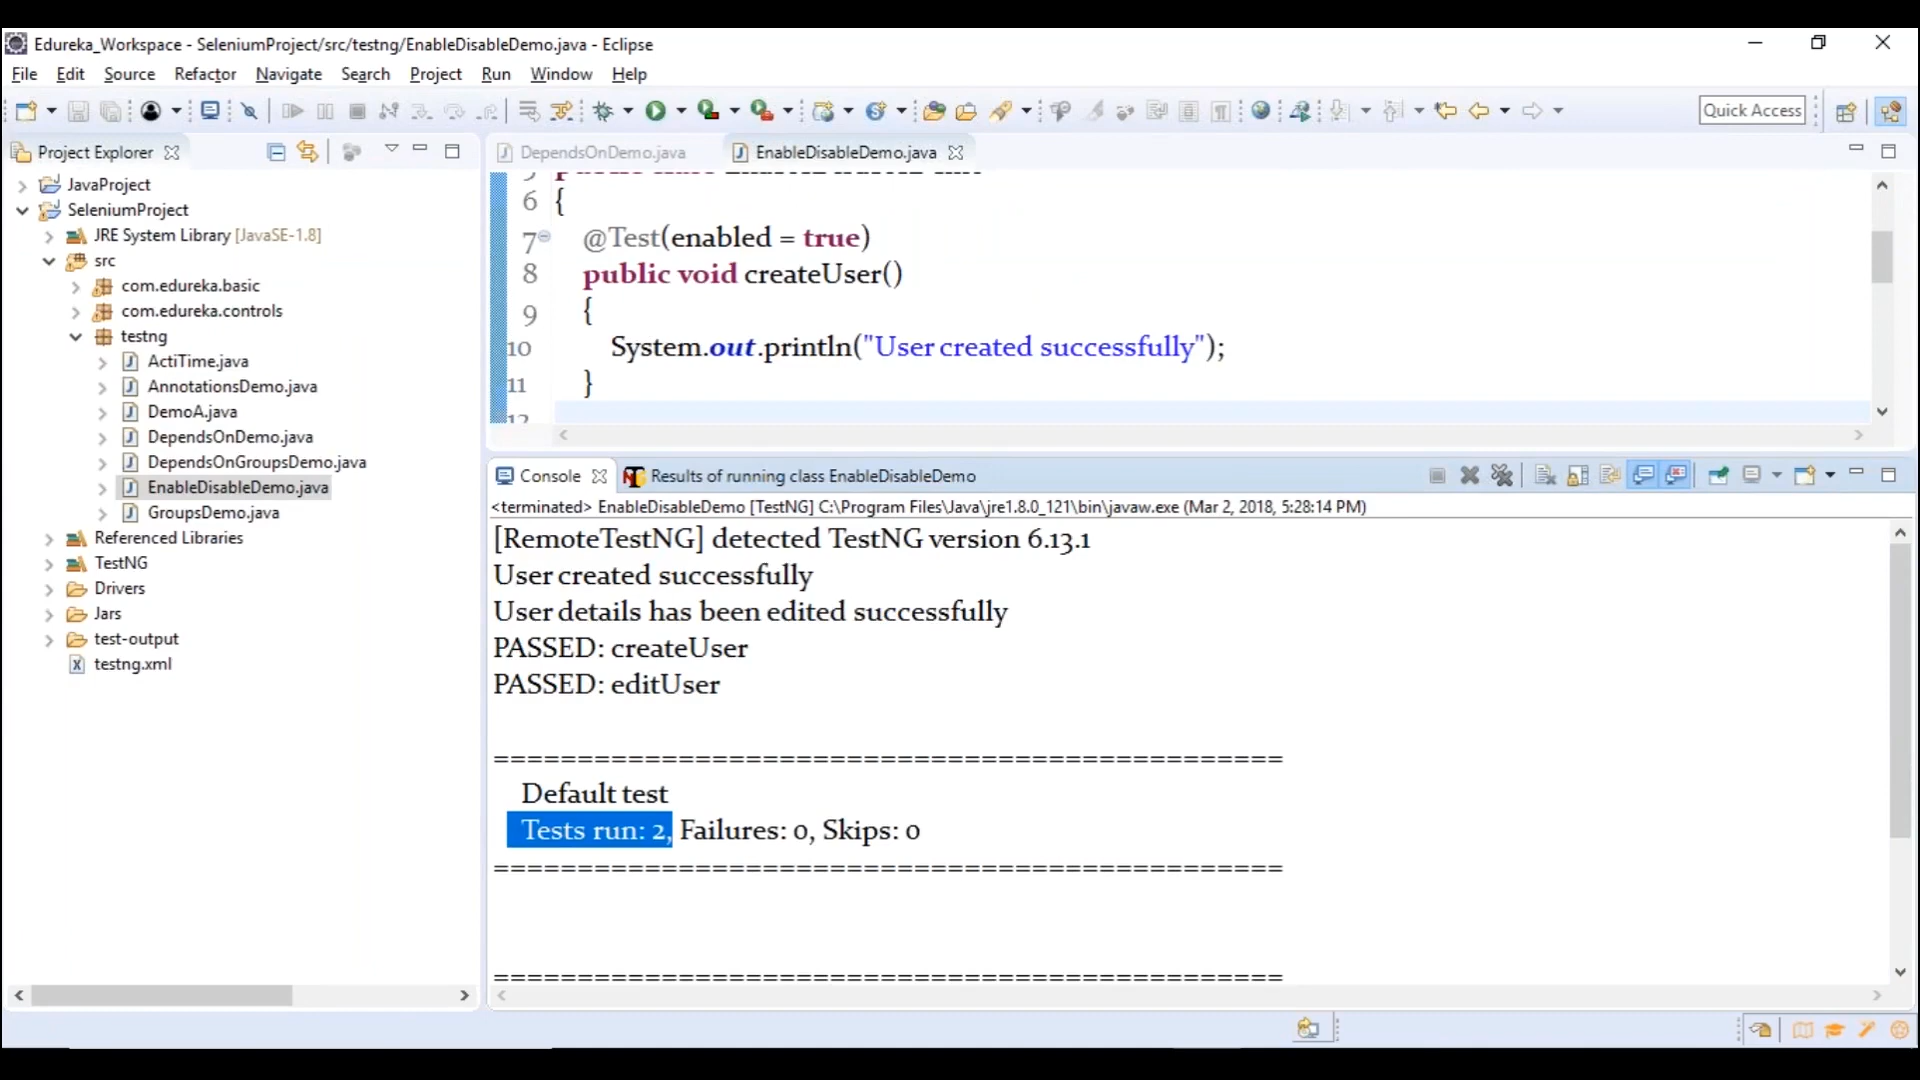 Edureka_Workspace - SeleniumProject/src/testng/EnableDisableDemo.java - Eclipse
File Edit Source Refactor Navigate Search Project Run Window Help
Quick Access
Project Explorer
JavaProject
SeleniumProject
JRE System Library [JavaSE-1.8]
src
com.edureka.basic
com.edureka.controls
testng
ActiTime.java
AnnotationsDemo.java
DemoA.java
DependsOnDemo.java
DependsOnGroupsDemo.java
EnableDisableDemo.java
GroupsDemo.java
Referenced Libraries
TestNG
Drivers
Jars
test-output
testng.xml
DependsOnDemo.java EnableDisableDemo.java
6 {
7 @Test(enabled = true)
8 public void createUser()
9 {
10 System.out.println("User created successfully");
11 }
12
Console Results of running class EnableDisableDemo
<terminated> EnableDisableDemo [TestNG] C:\Program Files\Java\jre1.8.0_121\bin\javaw.exe (Mar 2, 2018, 5:28:14 PM)
[RemoteTestNG] detected TestNG version 6.13.1
User created successfully
User details has been edited successfully
PASSED: createUser
PASSED: editUser
===============================================
Default test
Tests run: 2, Failures: 0, Skips: 0
===============================================
===============================================